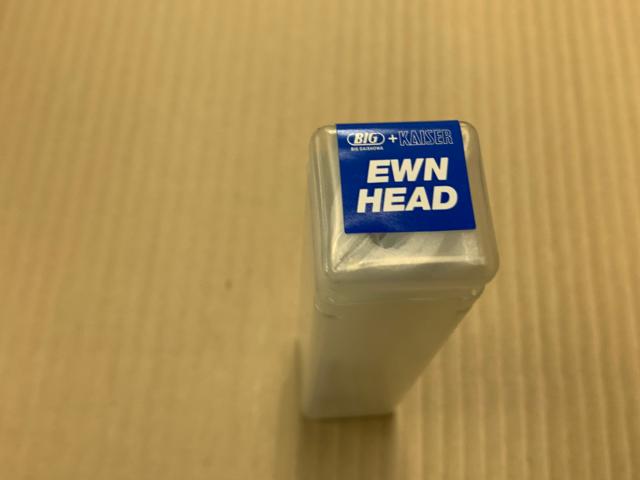 BIG + KAISER
BIG DAISHOWA
EWN
HEAD